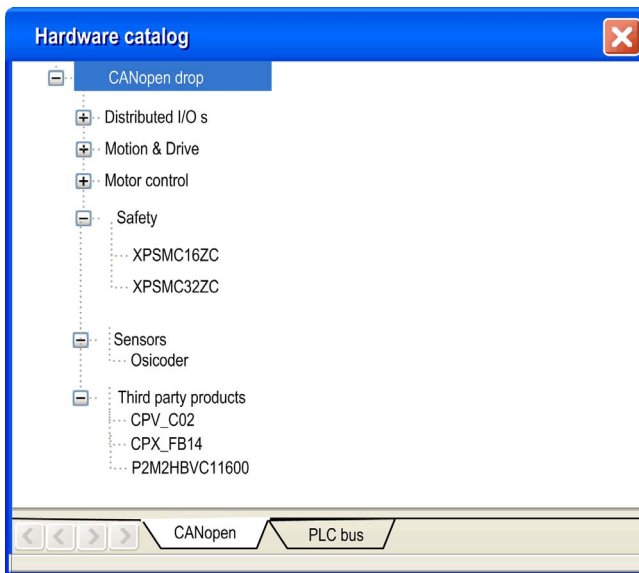 Hardware catalog
CANopen drop
Distributed I/O s
Motion & Drive
Motor control
Safety
XPSMC16ZC
XPSMC32ZC
Sensors
Osicoder
Third party products
CPV_C02
CPX_FB14
P2M2HBVC11600
CANopen PLC bus